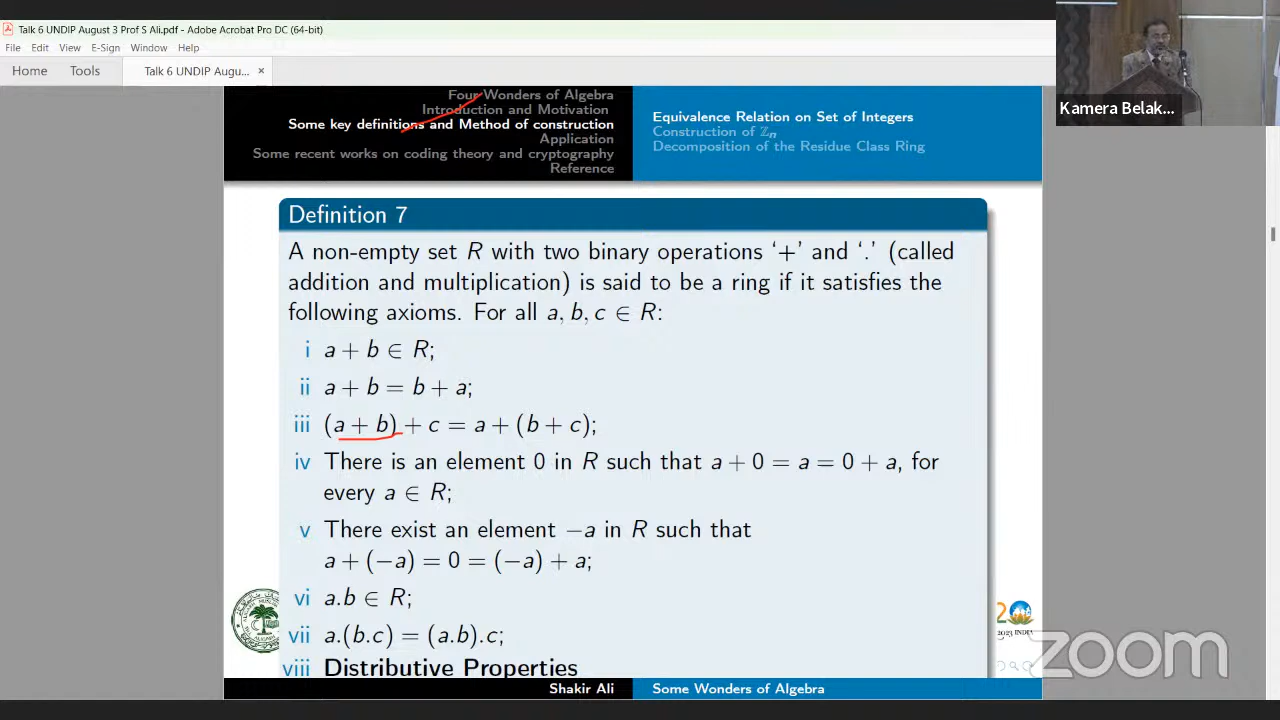 Talk 6 UNDIP August 3 Prof S Ali.pdf - Adobe Acrobat Pro DC (64-bit)
File Edit View E-Sign Window Help
Home Tools Talk 6 UNDIP Augu... ×
Four Wonders of Algebra
Introduction and Motivation
Some key definitions and Method of construction
Application
Some recent works on coding theory and cryptography
Reference
Equivalence Relation on Set of Integers
Construction of ℤₙ
Decomposition of the Residue Class Ring
Kamera Belak...
Definition 7
A non-empty set R with two binary operations ‘+’ and ‘.’ (called
addition and multiplication) is said to be a ring if it satisfies the
following axioms. For all a, b, c ∈ R:
i a + b ∈ R;
ii a + b = b + a;
iii (a + b) + c = a + (b + c);
iv There is an element 0 in R such that a + 0 = a = 0 + a, for
every a ∈ R;
v There exist an element −a in R such that
a + (−a) = 0 = (−a) + a;
vi a.b ∈ R;
vii a.(b.c) = (a.b).c;
viii Distributive Properties
2023 INDIA
zoom
Shakir Ali Some Wonders of Algebra